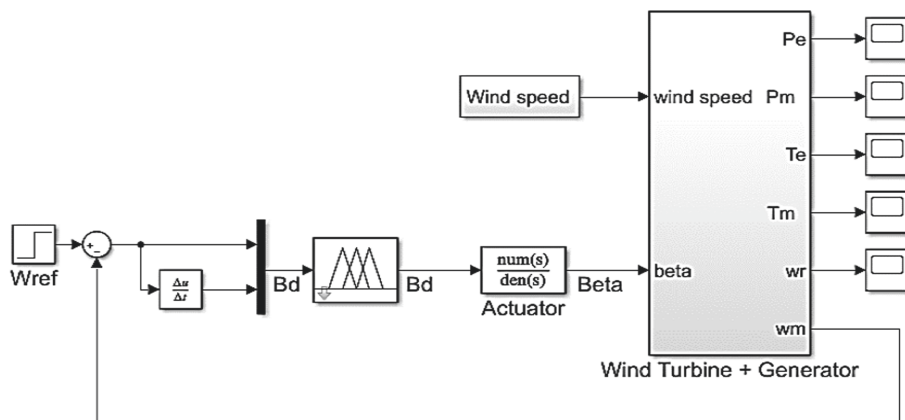 Pe
Wind speed
wind speed
Pm
Te
Tm
+
−
Wref
Δu
Δt
Bd
Bd
num(s)
den(s)
Actuator
Beta
beta
wr
wm
Wind Turbine + Generator